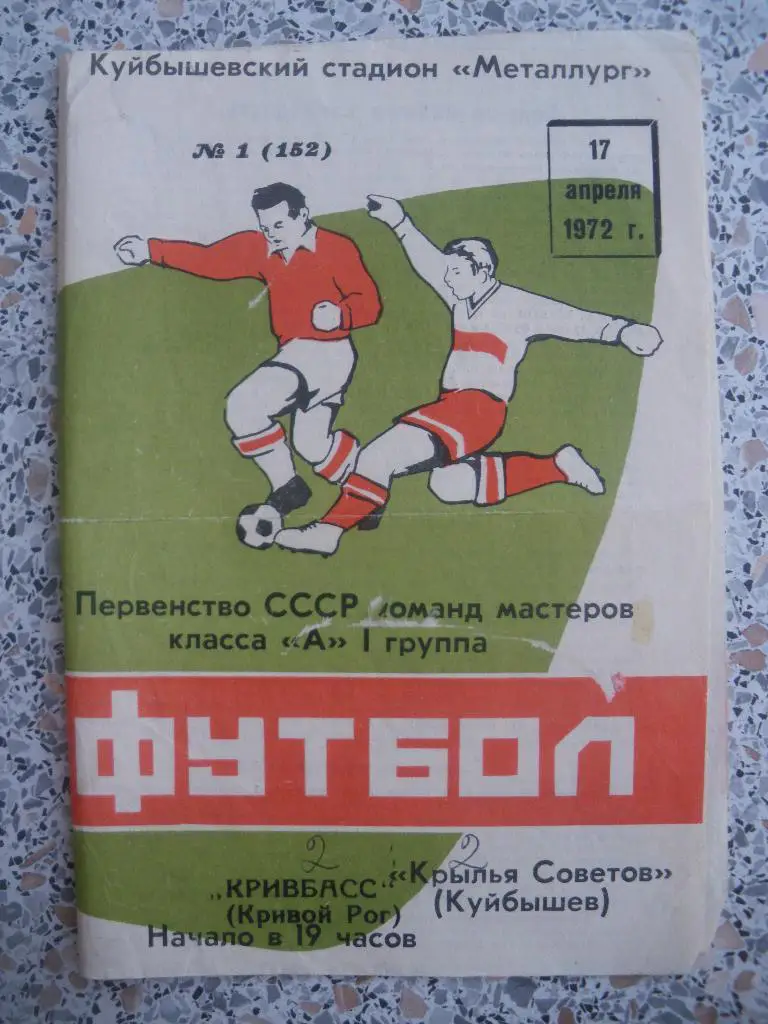 Куйбышевский стадион «Металлург»
№ 1 (152)
17
апреля
1972 г.
Первенство СССР команд мастеров
класса «А» I группа
ФУТБОЛ
2 2
„КРИВБАСС“ «Крылья Советов»
(Кривой Рог) (Куйбышев)
Начало в 19 часов